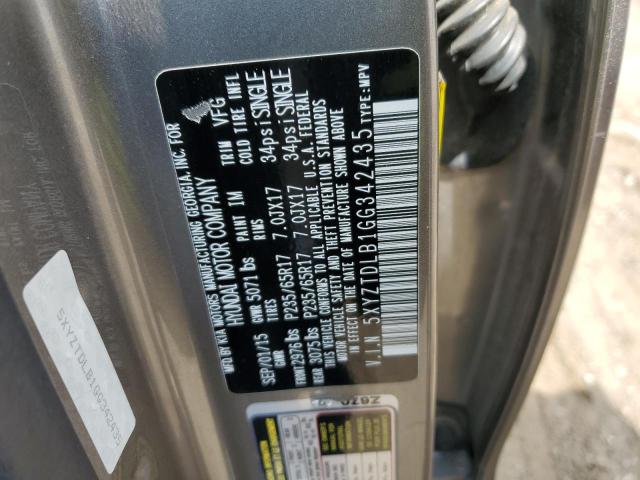 MFD BY KIA MOTORS MANUFACTURING GEORGIA, INC. FOR
HYUNDAI MOTOR COMPANY
SEP/01/15 GVWR 5071 lbs PAINT IM TRIM VFG
TIRES RIMS COLD TIRE INFL
FRONT 2976 lbs P235/65R17 7.0JX17 34psi SINGLE
REAR 3075 lbs P235/65R17 7.0JX17 34psi SINGLE
THIS VEHICLE CONFORMS TO ALL APPLICABLE U.S.A. FEDERAL
MOTOR VEHICLE SAFETY AND THEFT PREVENTION STANDARDS
IN EFFECT ON THE DATE OF MANUFACTURE SHOWN ABOVE
V.I.N 5XYZTDLB1GG342435 TYPE:MPV
5XYZTDLB1GG342435